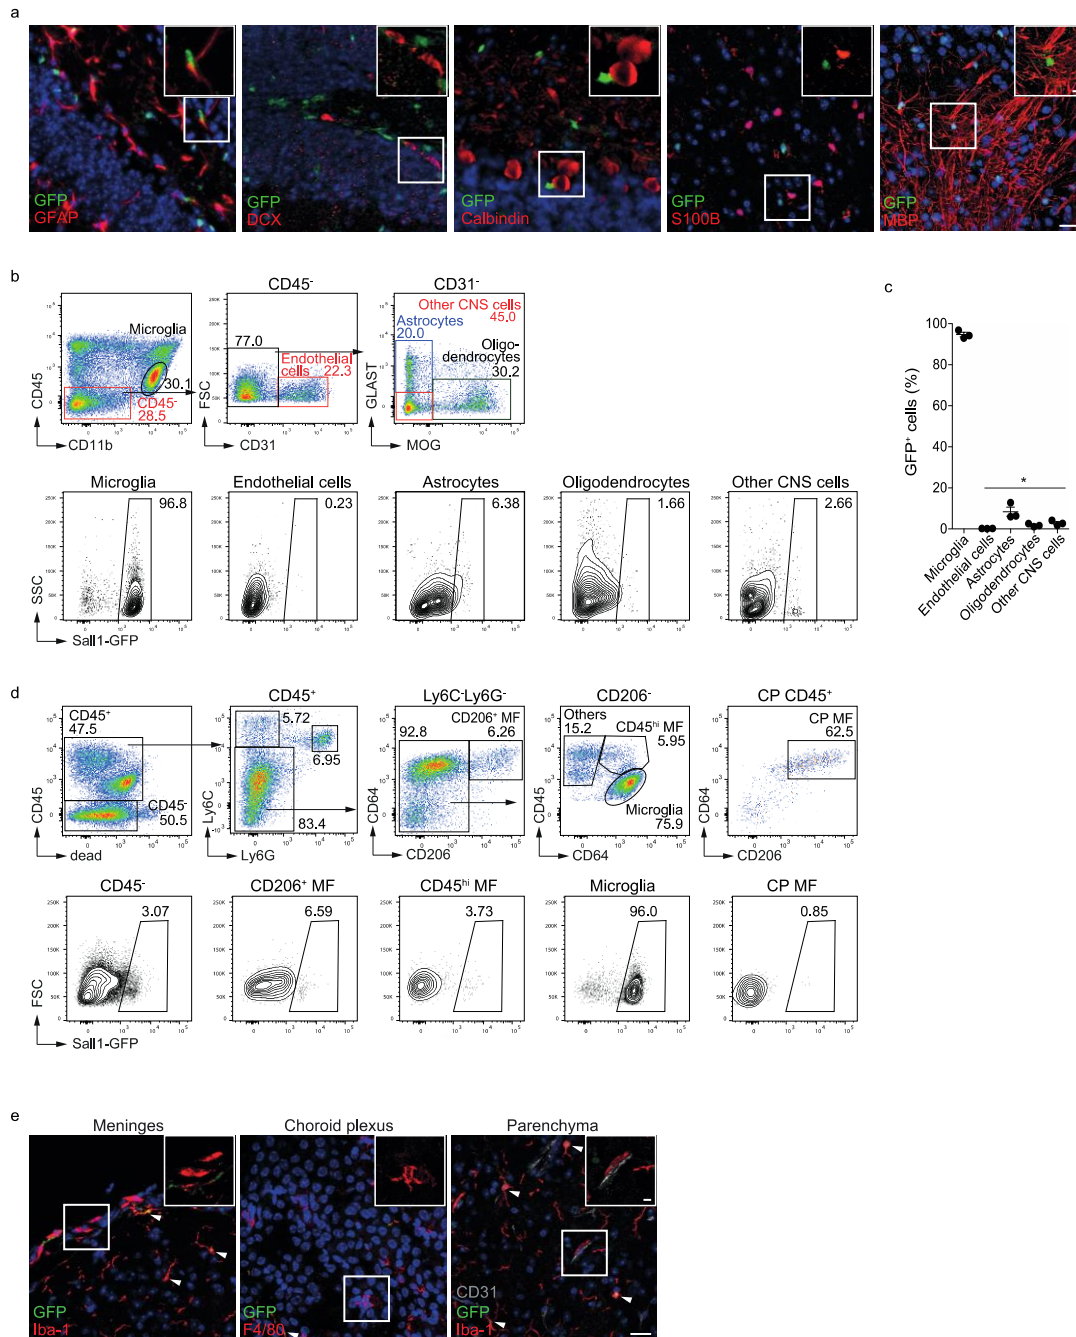 a
GFP
GFAP
GFP
DCX
GFP
Calbindin
GFP
S100B
GFP
MBP
b
CD45-
CD31-
Microglia
30.1
CD45-
28.5
CD45
CD11b
77.0
Endothelial
cells 22.3
FSC
CD31
Other CNS cells
45.0
Astrocytes
20.0
Oligo-
dendrocytes
30.2
GLAST
MOG
Microglia
Endothelial cells
Astrocytes
Oligodendrocytes
Other CNS cells
96.8
0.23
6.38
1.66
2.66
SSC
Sall1-GFP
c
GFP+ cells (%)
100
80
60
40
20
0
*
Microglia
Endothelial cells
Astrocytes
Oligodendrocytes
Other CNS cells
d
CD45+
Ly6C-Ly6G-
CD206-
CP CD45+
CD45+
47.5
CD45-
50.5
CD45
dead
5.72
6.95
83.4
Ly6C
Ly6G
92.8
CD206+ MF
6.26
CD64
CD206
Others
15.2
CD45hi MF
5.95
Microglia
75.9
CD45
CD64
CP MF
62.5
CD64
CD206
CD45-
CD206+ MF
CD45hi MF
Microglia
CP MF
3.07
6.59
3.73
96.0
0.85
FSC
Sall1-GFP
e
Meninges
Choroid plexus
Parenchyma
GFP
Iba-1
GFP
F4/80
CD31
GFP
Iba-1